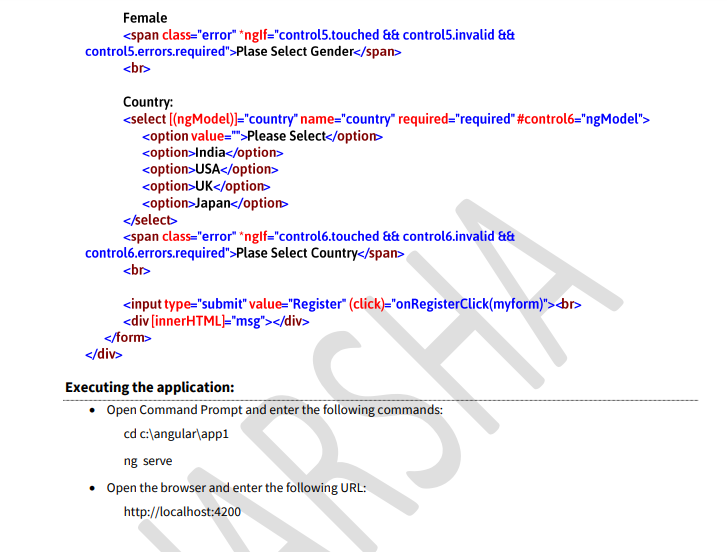 Female
<span class="error" *ngIf="control5.touched && control5.invalid &&
control5.errors.required">Plase Select Gender</span>
<br>
Country:
<select [(ngModel)]="country" name="country" required="required" #control6="ngModel">
<option value="">Please Select</option>
<option>India</option>
<option>USA</option>
<option>UK</option>
<option>Japan</option>
</select>
<span class="error" *ngIf="control6.touched && control6.invalid &&
control6.errors.required">Plase Select Country</span>
<br>
<input type="submit" value="Register" (click)="onRegisterClick(myform)"><br>
<div [innerHTML]="msg"></div>
</form>
</div>
Executing the application:
• Open Command Prompt and enter the following commands:
cd c:\angular\app1
ng serve
• Open the browser and enter the following URL:
http://localhost:4200
HARSHA